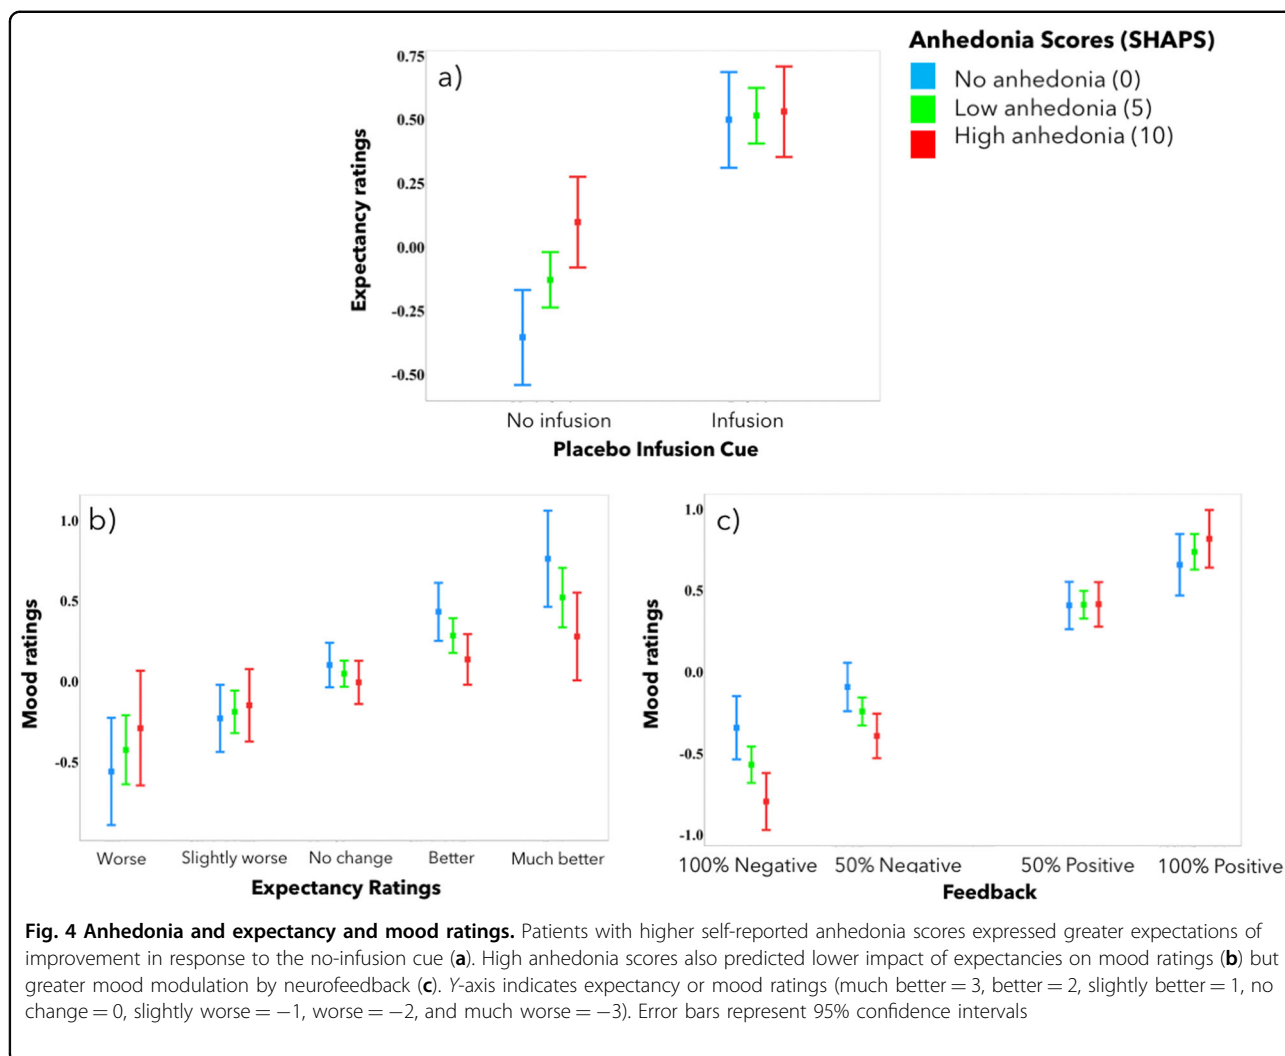 Anhedonia Scores (SHAPS)
No anhedonia (0)
Low anhedonia (5)
High anhedonia (10)
a)
0.75
0.50
0.25
0.00
-0.25
-0.50
Expectancy ratings
No infusion
Infusion
Placebo Infusion Cue
b)
1.0
0.5
0.0
-0.5
Mood ratings
Worse
Slightly worse
No change
Better
Much better
Expectancy Ratings
c)
1.0
0.5
0.0
-0.5
-1.0
Mood ratings
100% Negative
50% Neqative
50% Positive
100% Positive
Feedback
Fig. 4 Anhedonia and expectancy and mood ratings. Patients with higher self-reported anhedonia scores expressed greater expectations of
improvement in response to the no-infusion cue (a). High anhedonia scores also predicted lower impact of expectancies on mood ratings (b) but
greater mood modulation by neurofeedback (c). Y-axis indicates expectancy or mood ratings (much better = 3, better = 2, slightly better = 1, no
change = 0, slightly worse = −1, worse = −2, and much worse = −3). Error bars represent 95% confidence intervals